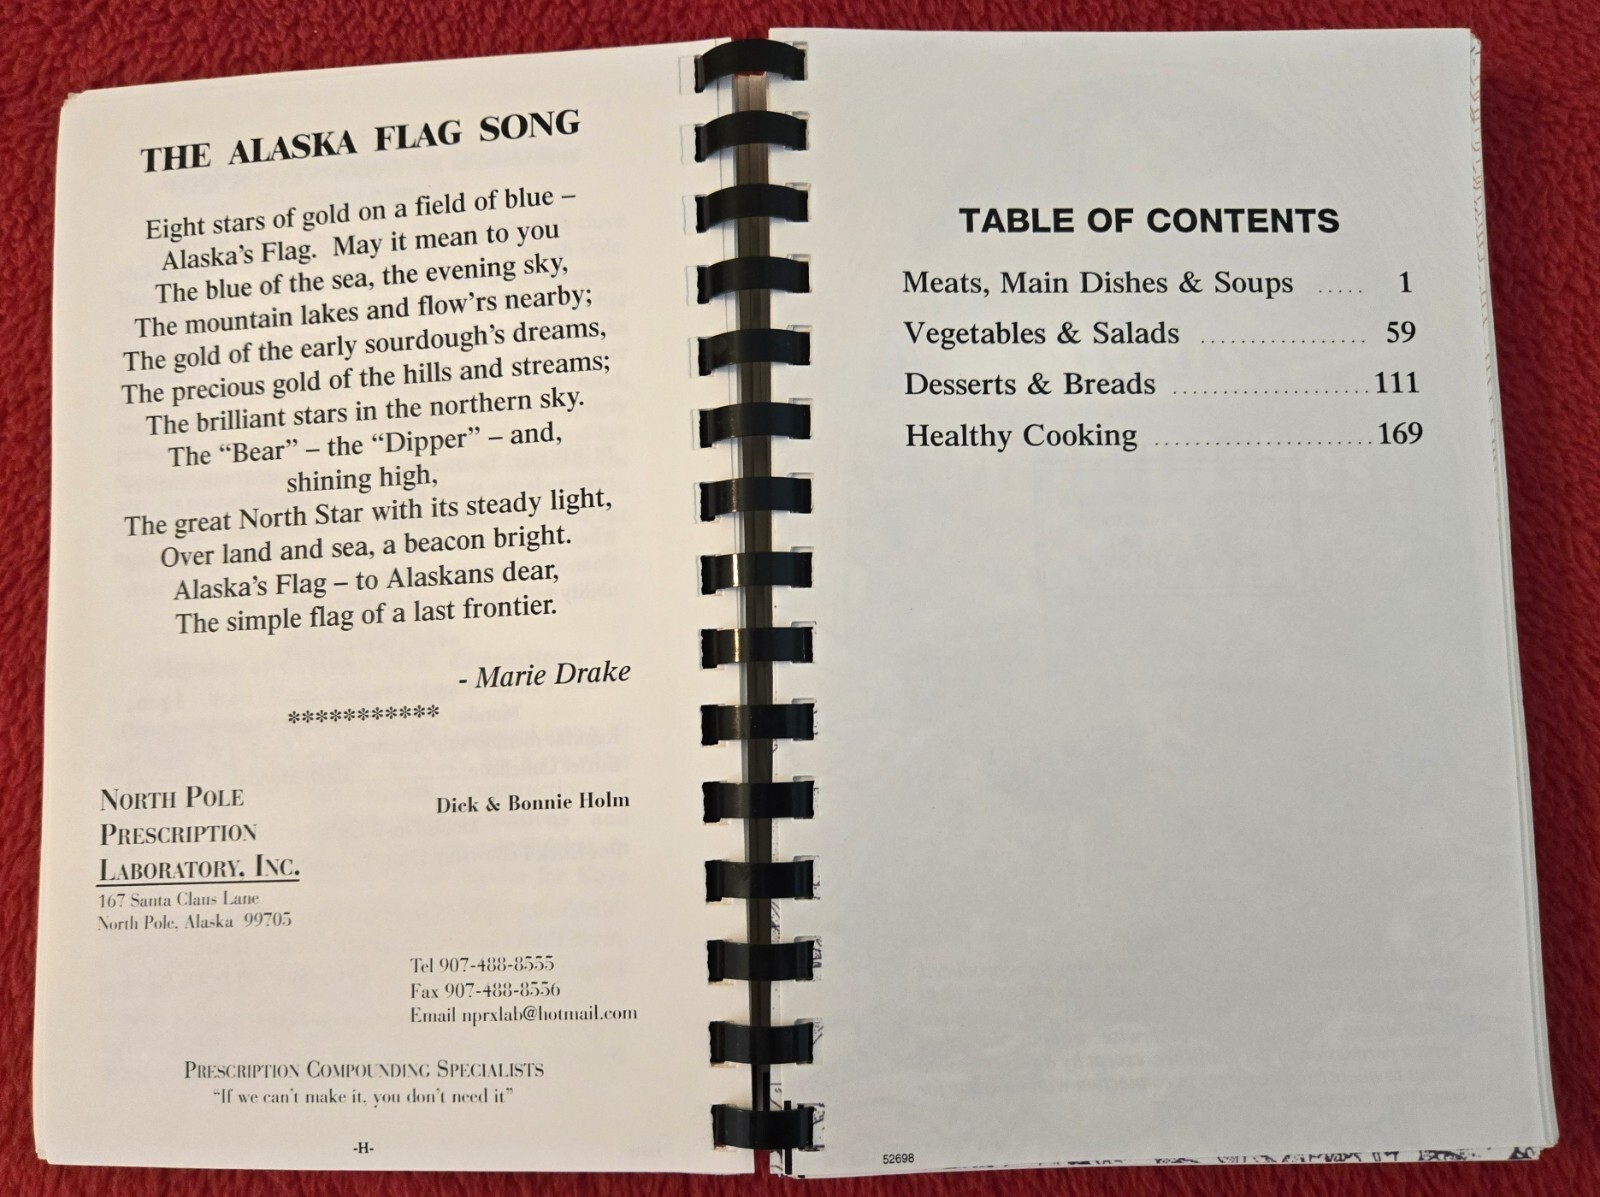 THE ALASKA FLAG SONG
Eight stars of gold on a field of blue –
Alaska's Flag. May it mean to you
The blue of the sea, the evening sky,
The mountain lakes and flow'rs nearby;
The gold of the early sourdough's dreams,
The precious gold of the hills and streams;
The brilliant stars in the northern sky.
The "Bear" – the "Dipper" – and,
shining high,
The great North Star with its steady light,
Over land and sea, a beacon bright.
Alaska's Flag – to Alaskans dear,
The simple flag of a last frontier.
- Marie Drake
***********
NORTH POLE
PRESCRIPTION
LABORATORY, INC.
167 Santa Claus Lane
North Pole, Alaska 99705
Dick & Bonnie Holm
Tel 907-488-8555
Fax 907-488-8556
Email nprxlab@hotmail.com
PRESCRIPTION COMPOUNDING SPECIALISTS
"If we can't make it, you don't need it"
-H-
TABLE OF CONTENTS
Meats, Main Dishes & Soups ..... 1
Vegetables & Salads ................. 59
Desserts & Breads ....................111
Healthy Cooking ......................169
52698